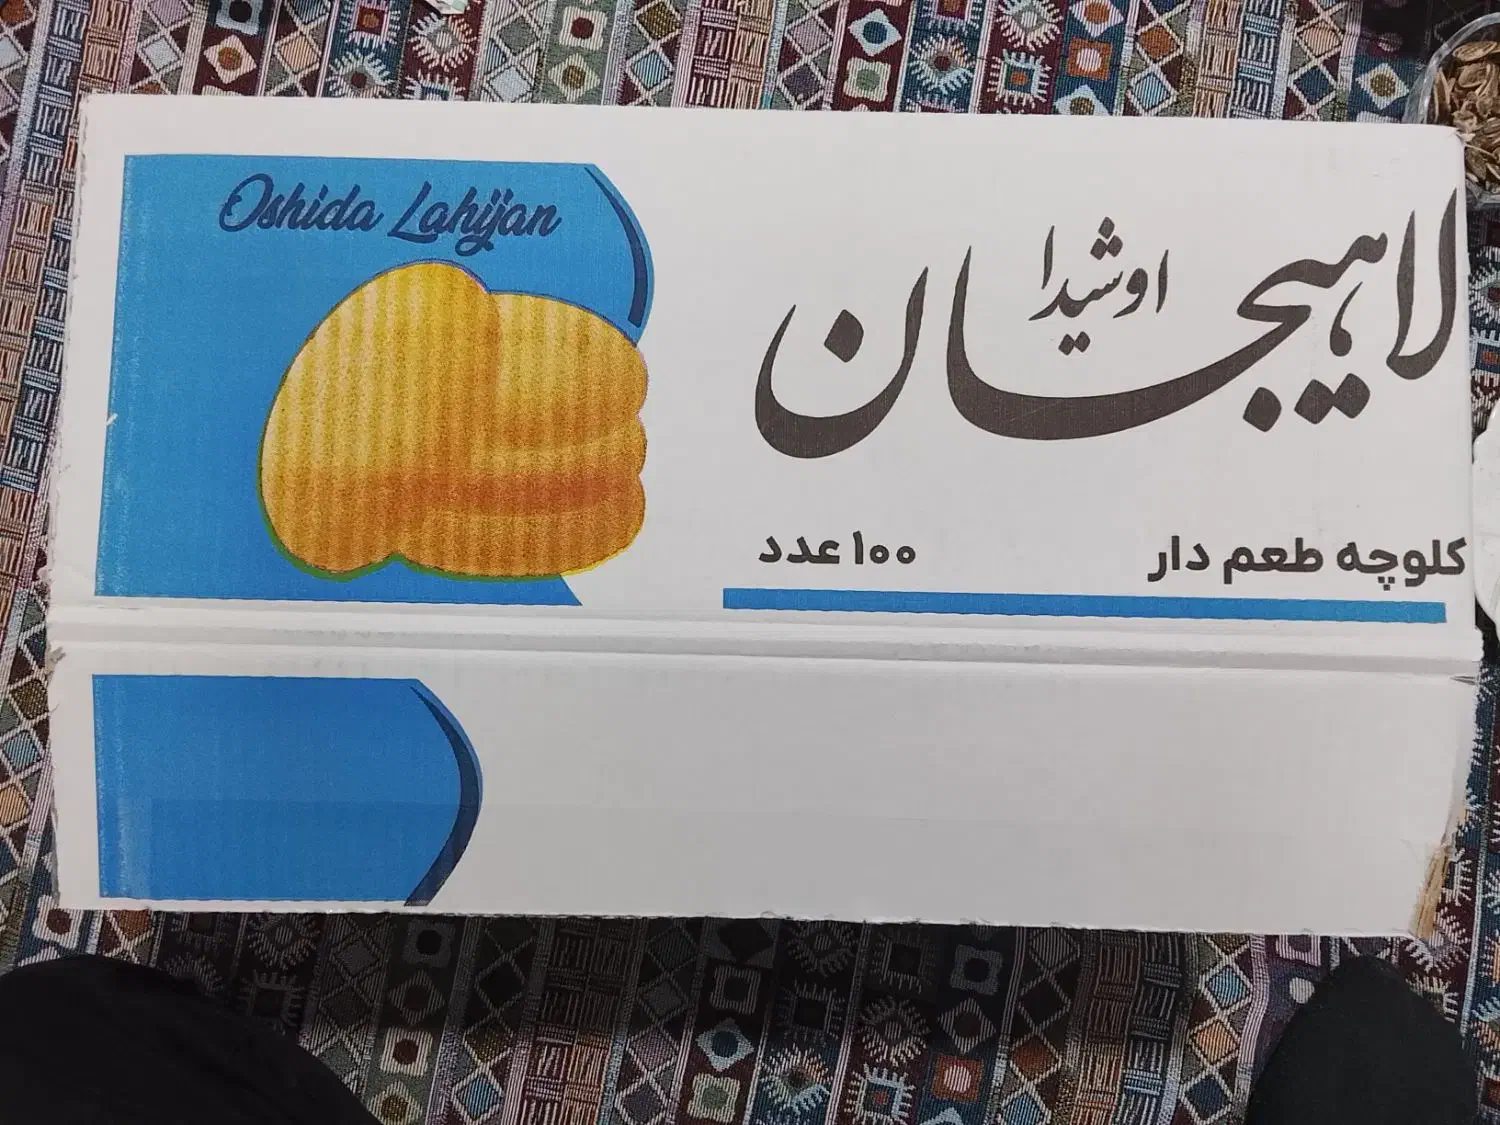 Oshida Lahijan
اوشیدا
لاهیجان
کلوچه طعم دار
۱۰۰ عدد